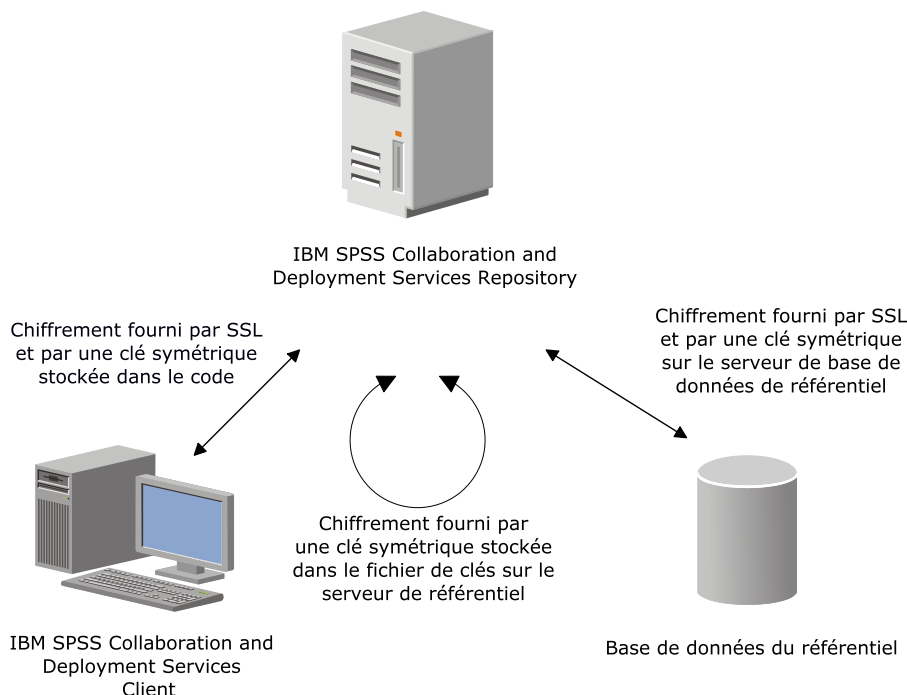 IBM SPSS Collaboration and
Deployment Services Repository
Chiffrement fourni par SSL
et par une clé symétrique
stockée dans le code
Chiffrement fourni par SSL
et par une clé symétrique
sur le serveur de base de
données de référentiel
Chiffrement fourni par
une clé symétrique stockée
dans le fichier de clés sur le
serveur de référentiel
IBM SPSS Collaboration and
Deployment Services
Client
Base de données du référentiel